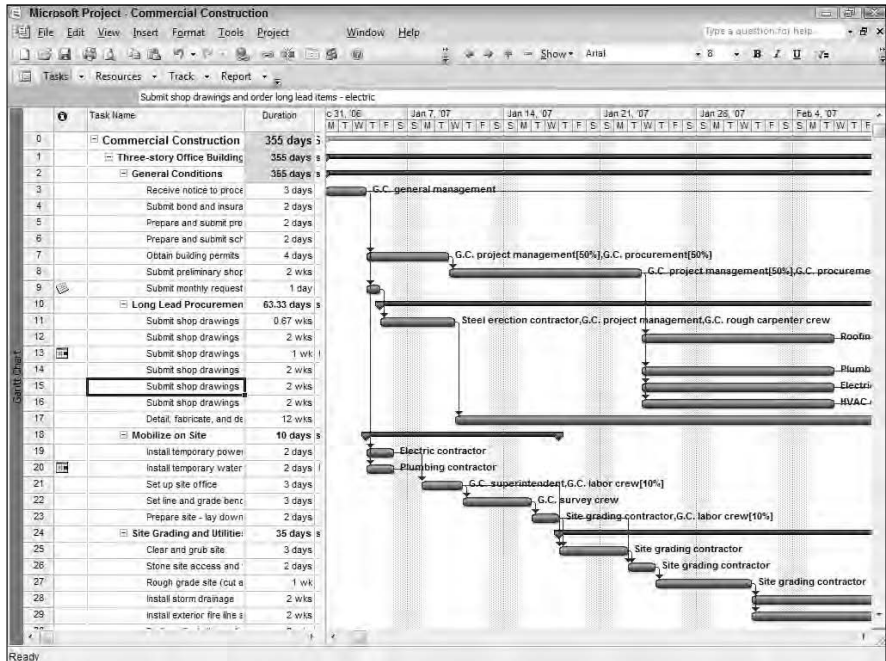 Microsoft Project - Commercial Construction
File Edit View Insert Format Tools Project Window Help
Type a question for help
Show Arial 8 B I U
Tasks Resources Track Report
Submit shop drawings and order long lead items - electric
Task Name Duration
c 31, '06 Jan 7, '07 Jan 14, '07 Jan 21, '07 Jan 28, '07 Feb 4, '07
M T W T F S S M T W T F S S M T W T F S S M T W T F S S M T W T F S S M T W T F
0 Commercial Construction 355 days
1 Three-story Office Building 355 days s
2 General Conditions 355 days s
3 Receive notice to proce 3 days G.C. general management
4 Submit bond and insura 2 days
5 Prepare and submit pro 2 days
6 Prepare and submit sch 2 days
7 Obtain building permits 4 days G.C. project management[50%],G.C. procurement[50%]
8 Submit preliminary shop 2 wks G.C. project management[50%],G.C. procureme
9 Submit monthly request 1 day
10 Long Lead Procuremen 63.33 days s
11 Submit shop drawings 0.67 wks Steel erection contractor,G.C. project management,G.C. rough carpenter crew
12 Submit shop drawings 2 wks Roofin
13 Submit shop drawings 1 wk
14 Submit shop drawings 2 wks Plumb
15 Submit shop drawings 2 wks Electri
16 Submit shop drawings 2 wks HVAC
17 Detail, fabricate, and de 12 wks
18 Mobilize on Site 10 days s
19 Install temporary power 2 days Electric contractor
20 Install temporary water 2 days Plumbing contractor
21 Set up site office 3 days G.C. superintendent,G.C. labor crew[10%]
22 Set line and grade benc 3 days G.C. survey crew
23 Prepare site - lay down 2 days Site grading contractor,G.C. labor crew[10%]
24 Site Grading and Utilities 35 days s
25 Clear and grub site 3 days Site grading contractor
26 Stone site access and 2 days Site grading contractor
27 Rough grade site (cut a 1 wk Site grading contractor
28 Install storm drainage 2 wks
29 Install exterior fire line s 2 wks
Gantt Chart
Ready